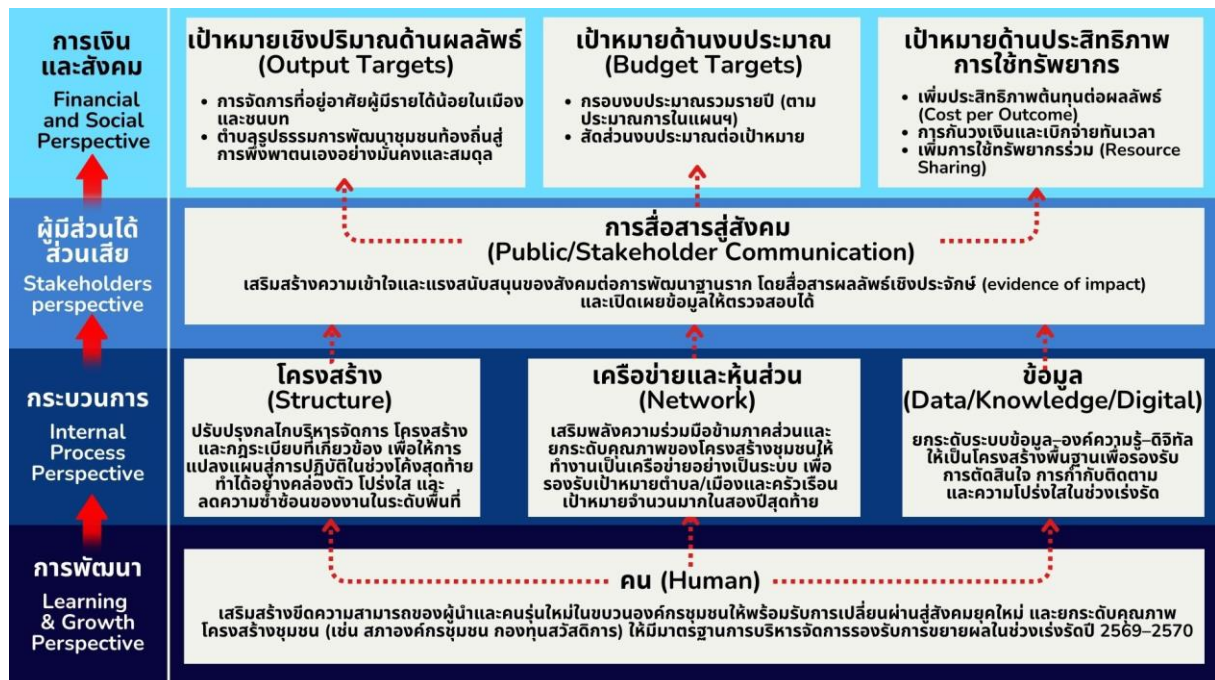 การเงิน
และสังคม
Financial
and Social
Perspective
เป้าหมายเชิงปริมาณด้านผลลัพธ์
(Output Targets)
• การจัดการที่อยู่อาศัยผู้มีรายได้น้อยในเมือง
และชนบท
• ตำบลรูปธรรมการพัฒนาชุมชนท้องถิ่นสู่
การพึ่งพาตนเองอย่างมั่นคงและสมดุล
เป้าหมายด้านงบประมาณ
(Budget Targets)
• กรอบงบประมาณรวมรายปี (ตาม
ประมาณการในแผนฯ)
• สัดส่วนงบประมาณต่อเป้าหมาย
เป้าหมายด้านประสิทธิภาพ
การใช้ทรัพยากร
• เพิ่มประสิทธิภาพต้นทุนต่อผลลัพธ์
(Cost per Outcome)
• การกันวงเงินและเบิกจ่ายทันเวลา
• เพิ่มการใช้ทรัพยากรร่วม (Resource
Sharing)
ผู้มีส่วนได้
ส่วนเสีย
Stakeholders
perspective
การสื่อสารสู่สังคม
(Public/Stakeholder Communication)
เสริมสร้างความเข้าใจและแรงสนับสนุนของสังคมต่อการพัฒนาฐานราก โดยสื่อสารผลลัพธ์เชิงประจักษ์ (evidence of impact)
และเปิดเผยข้อมูลให้ตรวจสอบได้
กระบวนการ
Internal
Process
Perspective
โครงสร้าง
(Structure)
ปรับปรุงกลไกบริหารจัดการ โครงสร้าง
และกฎระเบียบที่เกี่ยวข้อง เพื่อให้การ
แปลงแผนสู่การปฏิบัติในช่วงโค้งสุดท้าย
ทำได้อย่างคล่องตัว โปร่งใส และ
ลดความซ้ำซ้อนของงานในระดับพื้นที่
เครือข่ายและหุ้นส่วน
(Network)
เสริมพลังความร่วมมือข้ามภาคส่วนและ
ยกระดับคุณภาพของโครงสร้างชุมชนให้
ทำงานเป็นเครือข่ายอย่างเป็นระบบ เพื่อ
รองรับเป้าหมายตำบล/เมืองและครัวเรือน
เป้าหมายจำนวนมากในสองปีสุดท้าย
ข้อมูล
(Data/Knowledge/Digital)
ยกระดับระบบข้อมูล–องค์ความรู้–ดิจิทัล
ให้เป็นโครงสร้างพื้นฐานเพื่อรองรับ
การตัดสินใจ การกำกับติดตาม
และความโปร่งใสในช่วงเร่งรัด
การพัฒนา
Learning
& Growth
Perspective
คน (Human)
เสริมสร้างขีดความสามารถของผู้นำและคนรุ่นใหม่ในขบวนองค์กรชุมชนให้พร้อมรับการเปลี่ยนผ่านสู่สังคมยุคใหม่ และยกระดับคุณภาพ
โครงสร้างชุมชน (เช่น สภาองค์กรชุมชน กองทุนสวัสดิการ) ให้มีมาตรฐานการบริหารจัดการรองรับการขยายผลในช่วงเร่งรัดปี 2569–2570